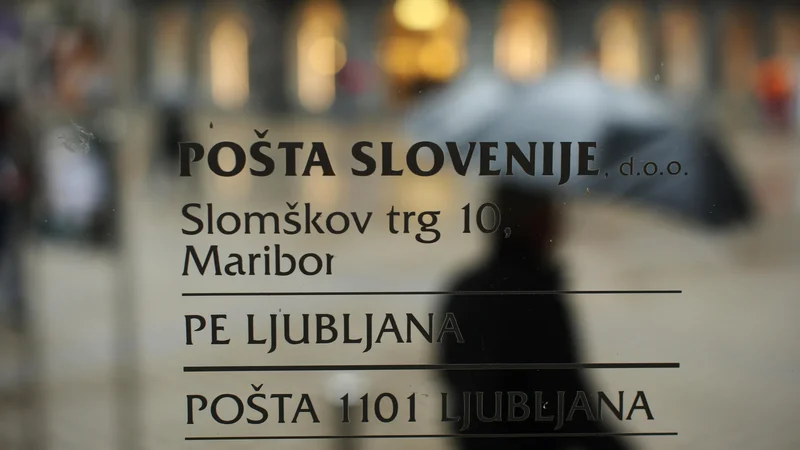 POŠTA SLOVENIJE, d.o.o.
Slomškov trg 10,
Maribor
PE LJUBLJANA
POŠTA 1101 LJUBLJANA